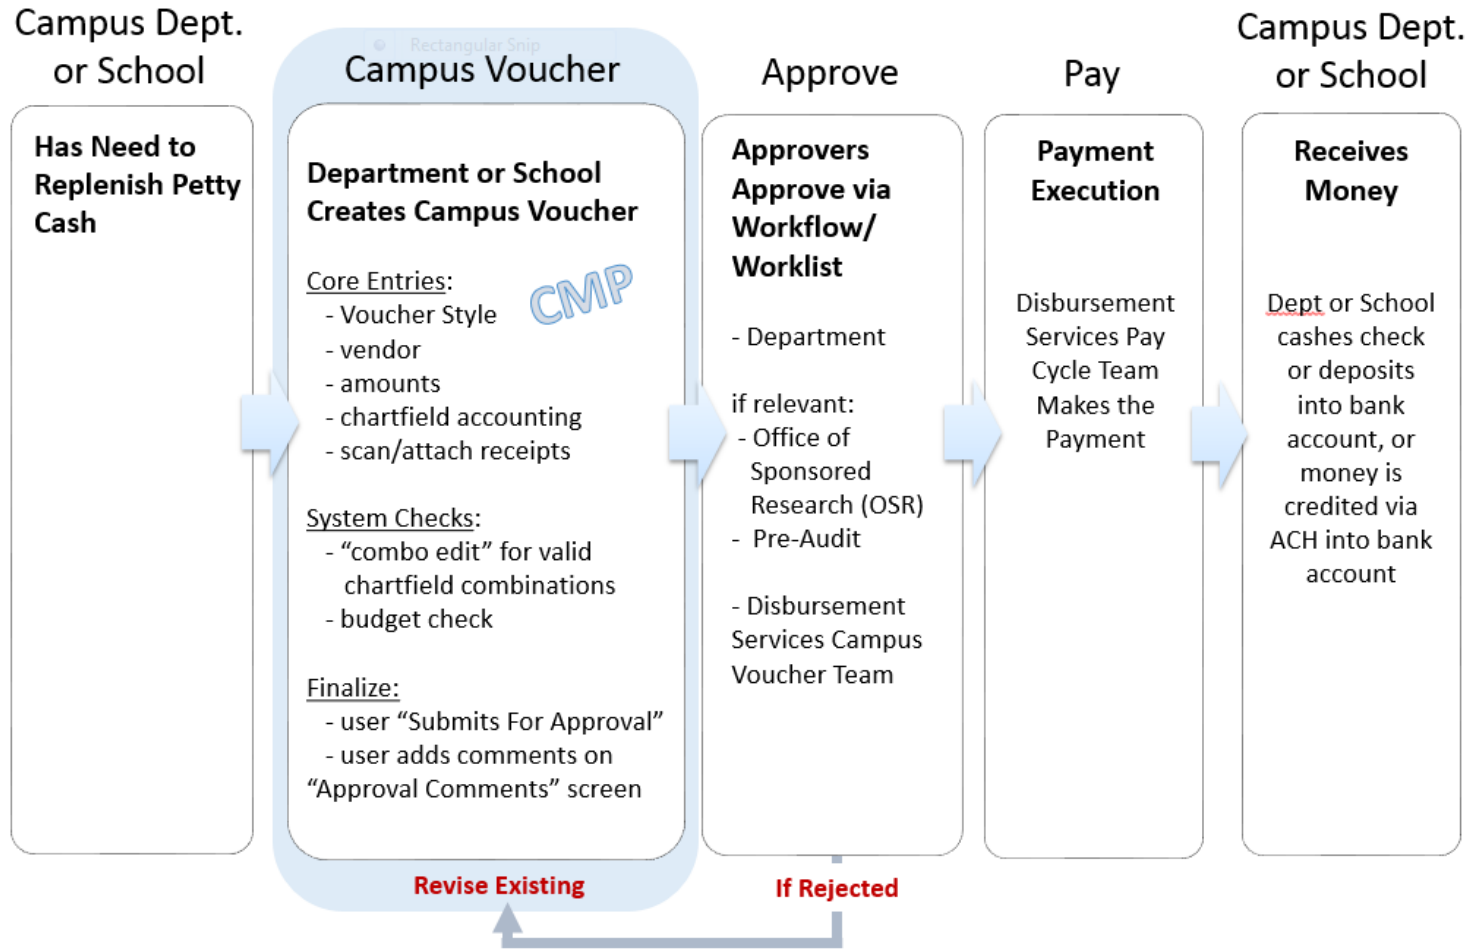 Campus Dept.
or School
Has Need to
Replenish Petty
Cash
Rectangular Snip
Campus Voucher
Department or School
Creates Campus Voucher
Core Entries:
- Voucher Style
- vendor
- amounts
- chartfield accounting
- scan/attach receipts
CMP
System Checks:
- “combo edit” for valid
chartfield combinations
- budget check
Finalize:
- user “Submits For Approval”
- user adds comments on
“Approval Comments” screen
Revise Existing
Approve
Approvers
Approve via
Workflow/
Worklist
- Department
if relevant:
- Office of
Sponsored
Research (OSR)
- Pre-Audit
- Disbursement
Services Campus
Voucher Team
If Rejected
Pay
Payment
Execution
Disbursement
Services Pay
Cycle Team
Makes the
Payment
Campus Dept.
or School
Receives
Money
Dept or School
cashes check
or deposits
into bank
account, or
money is
credited via
ACH into bank
account